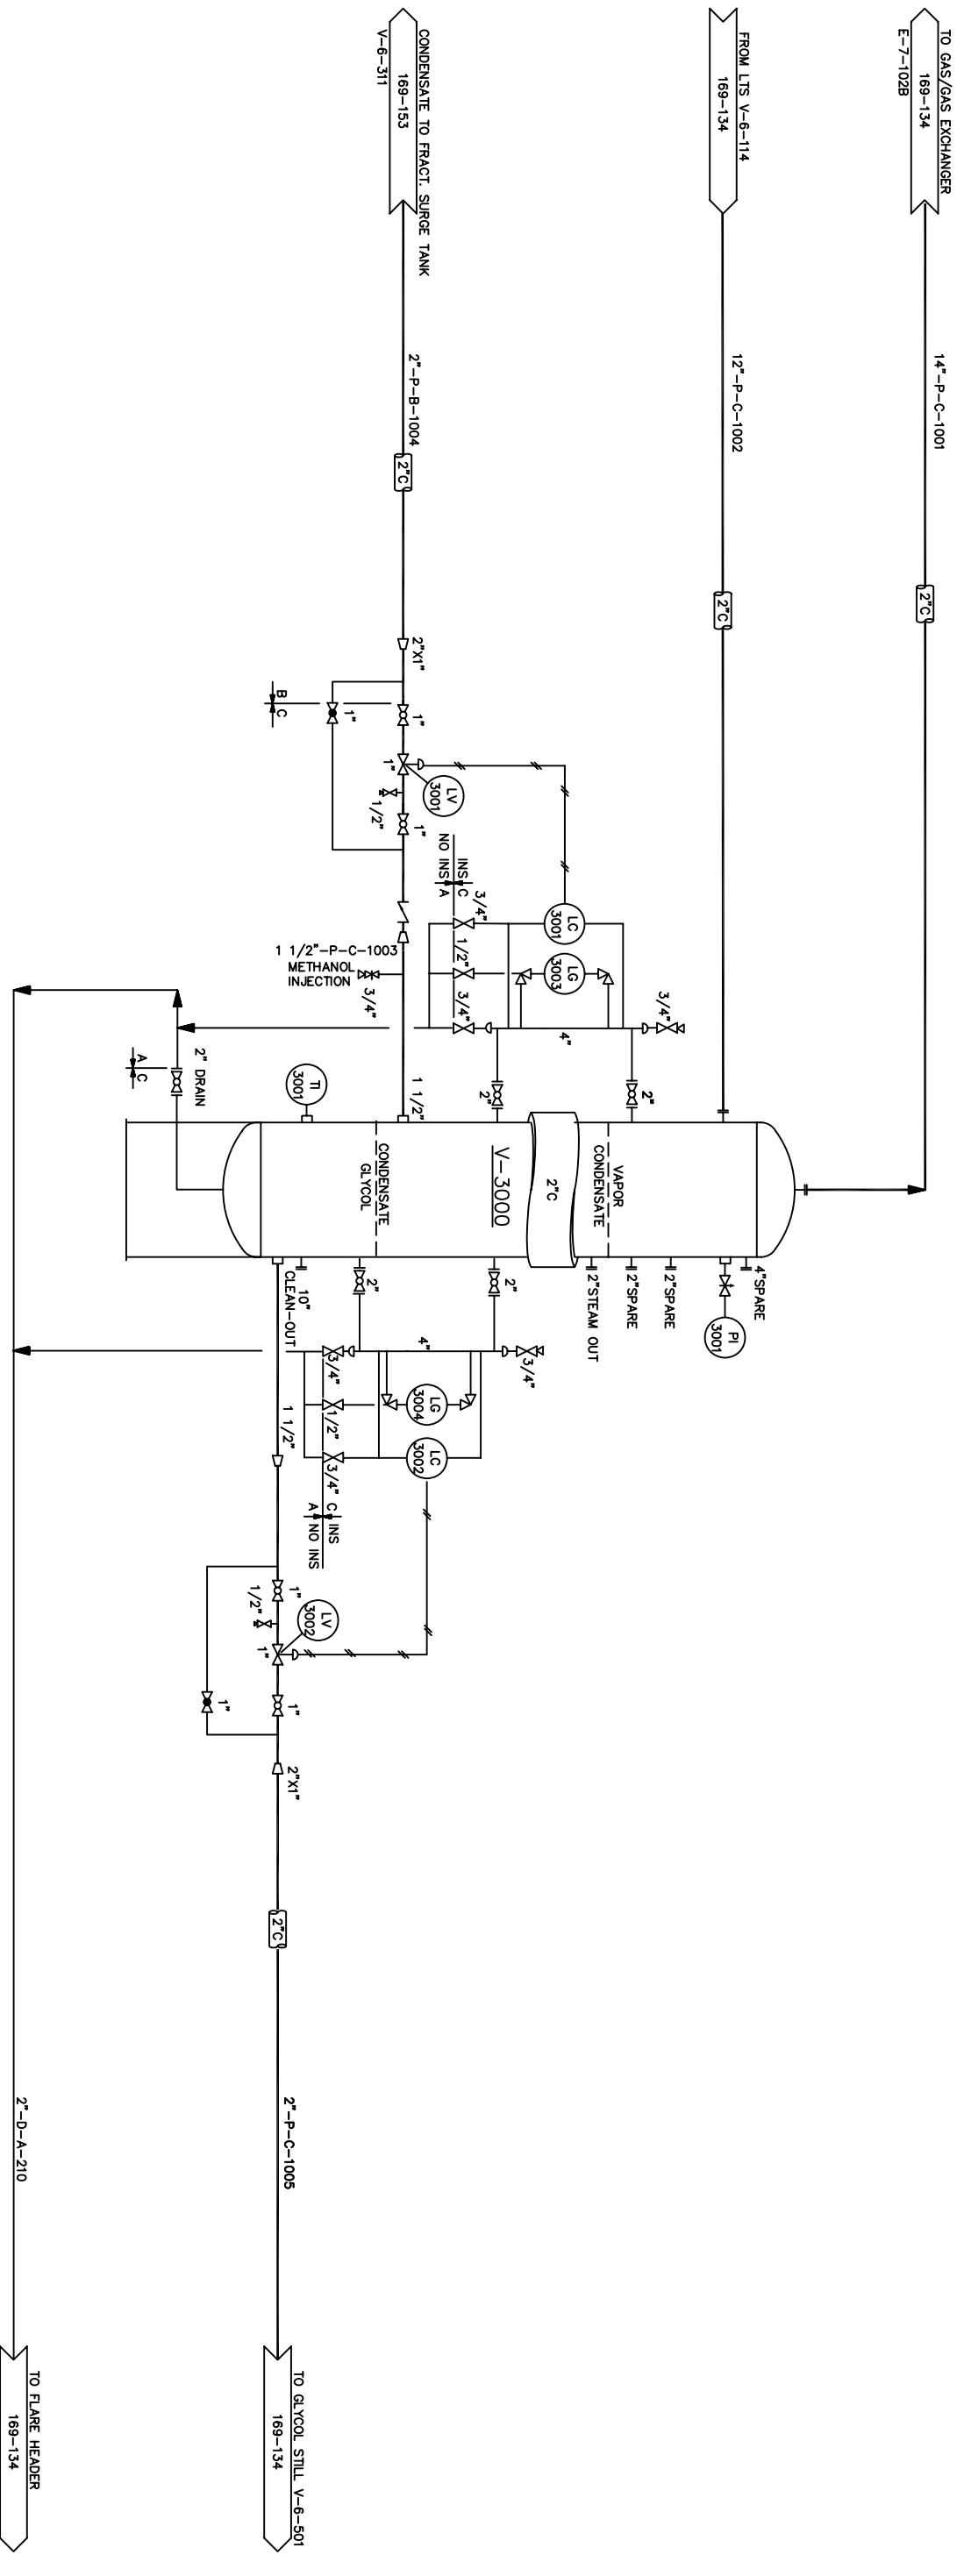 TO GAS/GAS EXCHANGER
169-134
E-7-102B
14"-P-C-1001
2"C
FROM LTS V-6-114
169-134
12"-P-C-1002
2"C
CONDENSATE TO FRACT. SURGE TANK
169-153
V-6-311
2"-P-B-1004
2"C
2"X1"
1"
1"
B C
1"
LV
3001
1/2"
1"
INS C
NO INS A
3/4"
1/2"
3/4"
LC
3001
LG
3003
3/4"
4"
2"
2"
1 1/2"-P-C-1003
METHANOL
INJECTION
3/4"
1 1/2"
TI
3001
2" DRAIN
A C
VAPOR
CONDENSATE
2"C
V-3000
CONDENSATE
GLYCOL
4"SPARE
PI
3001
2"SPARE
2"SPARE
2"STEAM OUT
2"
2"
10"
CLEAN-OUT
3/4"
4"
LG
3004
LC
3002
3/4"
1/2"
3/4"
C INS
A NO INS
1 1/2"
1"
1/2"
LV
3002
1"
1"
1"
2"X1"
2"C
2"-P-C-1005
TO GLYCOL STILL V-6-501
169-134
2"-D-A-210
TO FLARE HEADER
169-134